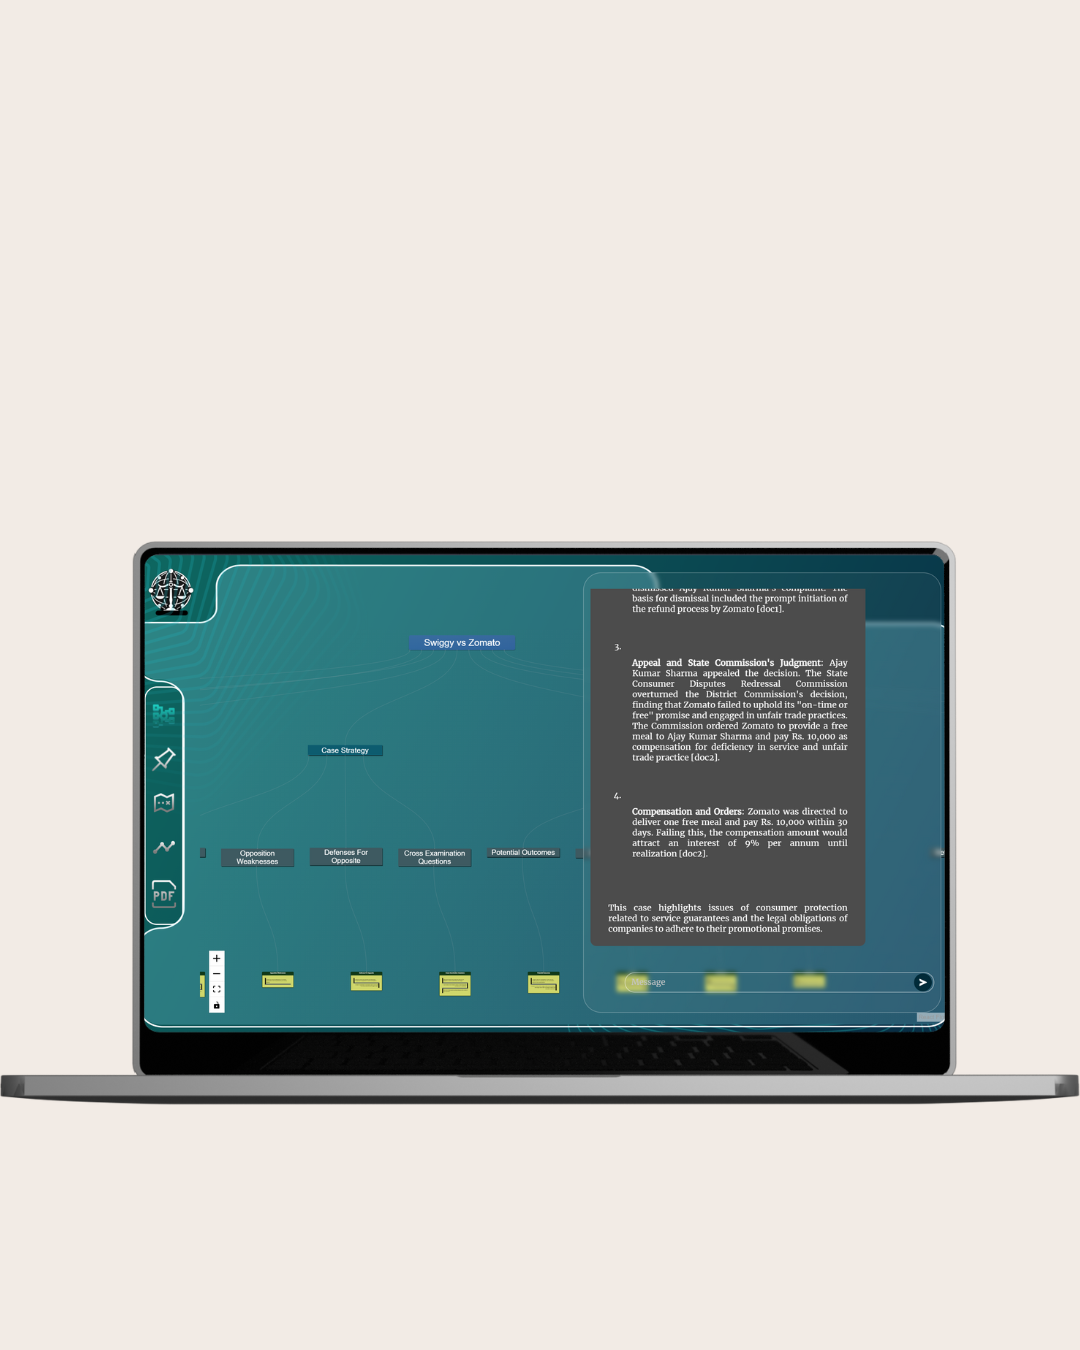 Swiggy vs Zomato
Case Strategy
Opposition
Weaknesses
Defenses For
Opposite
Cross Examination
Questions
Potential Outcomes
PDF
dismissed Ajay Kumar Sharma's complaint. The
basis for dismissal included the prompt initiation of
the refund process by Zomato [doc1].
3.
Appeal and State Commission's Judgment: Ajay
Kumar Sharma appealed the decision. The State
Consumer Disputes Redressal Commission
overturned the District Commission's decision,
finding that Zomato failed to uphold its "on-time or
free" promise and engaged in unfair trade practices.
The Commission ordered Zomato to provide a free
meal to Ajay Kumar Sharma and pay Rs. 10,000 as
compensation for deficiency in service and unfair
trade practice [doc2].
4.
Compensation and Orders: Zomato was directed to
deliver one free meal and pay Rs. 10,000 within 30
days. Failing this, the compensation amount would
attract an interest of 9% per annum until
realization [doc2].
This case highlights issues of consumer protection
related to service guarantees and the legal obligations of
companies to adhere to their promotional promises.
Message